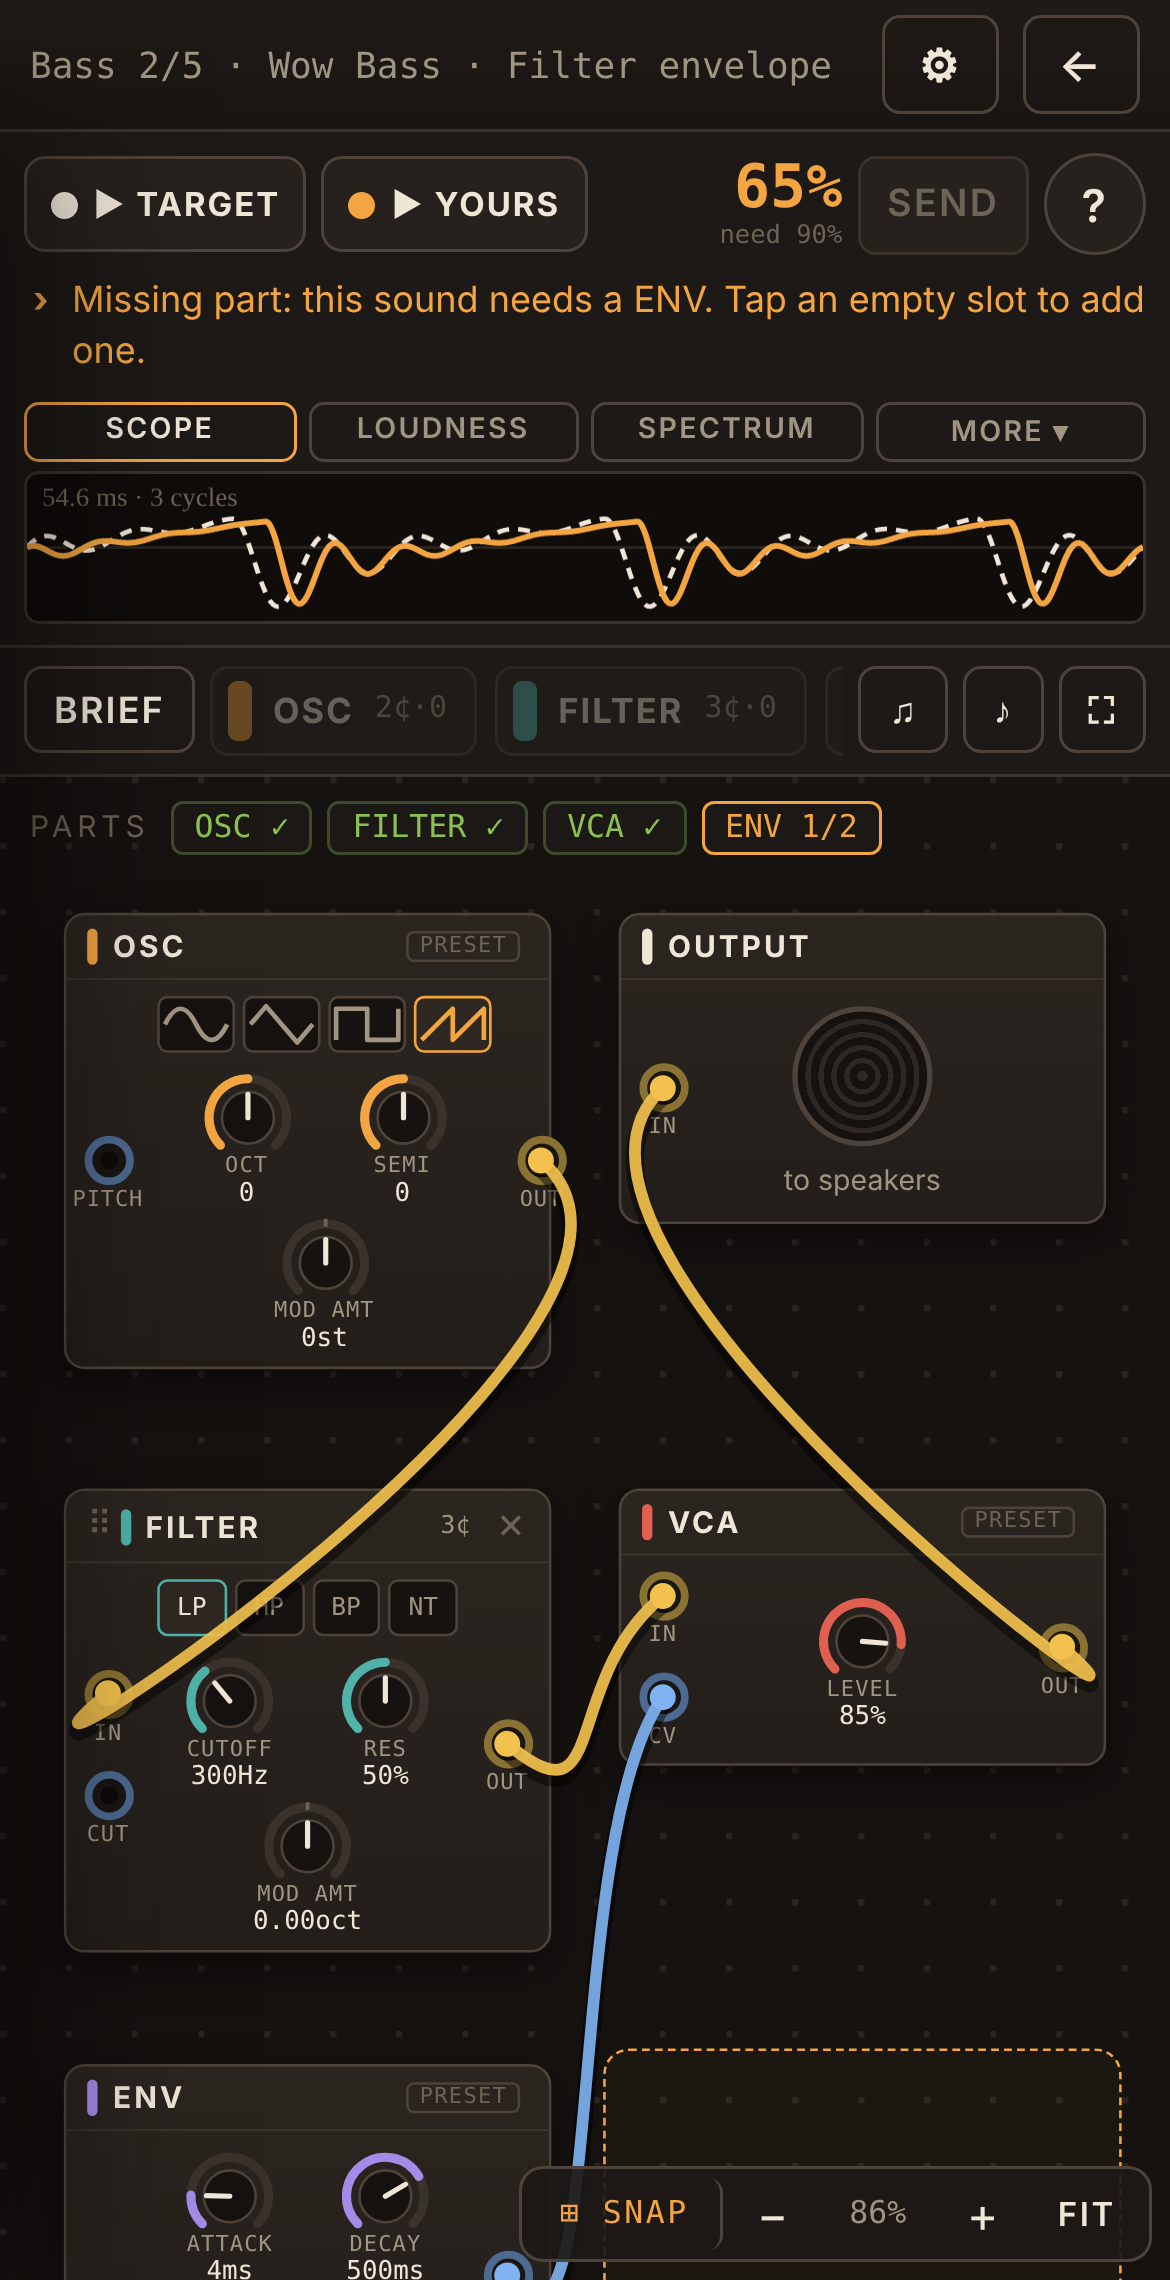 Bass 2/5 · Wow Bass · Filter envelope
TARGET
YOURS
65%
need 90%
SEND
?
› Missing part: this sound needs a ENV. Tap an empty slot to add
one.
SCOPE
LOUDNESS
SPECTRUM
MORE ▾
54.6 ms · 3 cycles
BRIEF
OSC 2¢·0
FILTER 3¢·0
PARTS
OSC ✓
FILTER ✓
VCA ✓
ENV 1/2
OSC
PRESET
OUTPUT
OCT
0
SEMI
0
PITCH
OUT
MOD AMT
0st
IN
to speakers
FILTER
3¢
LP
HP
BP
NT
IN
CUTOFF
300Hz
RES
50%
OUT
CUT
MOD AMT
0.00oct
VCA
PRESET
IN
LEVEL
85%
OUT
CV
ENV
PRESET
ATTACK
4ms
DECAY
500ms
SNAP
−
86%
+
FIT